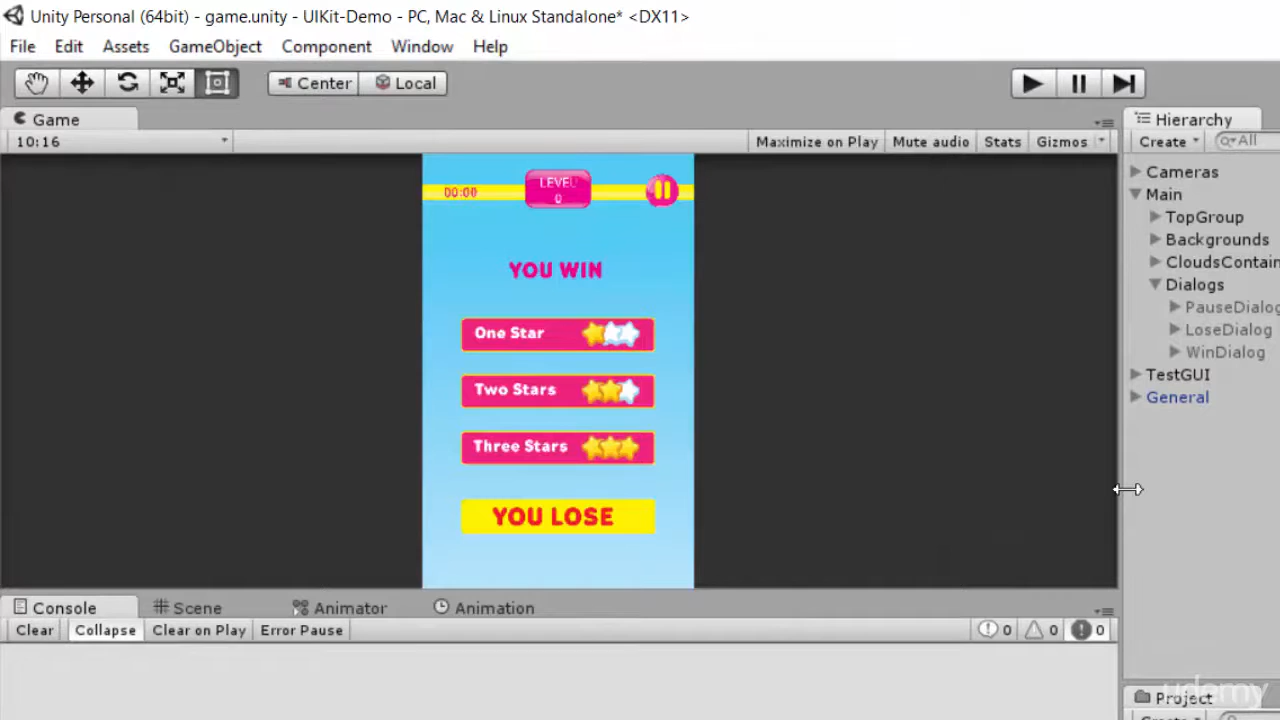 Unity Personal (64bit) - game.unity - UIKit-Demo - PC, Mac & Linux Standalone* <DX11>
File Edit Assets GameObject Component Window Help
Center Local
Game
10:16 Maximize on Play Mute audio Stats Gizmos
00:00 LEVEL
0
YOU WIN
One Star
Two Stars
Three Stars
YOU LOSE
Hierarchy
Create All
Cameras
Main
TopGroup
Backgrounds
CloudsContain
Dialogs
PauseDialog
LoseDialog
WinDialog
TestGUI
General
Console Scene Animator Animation
Clear Collapse Clear on Play Error Pause 0 0 0
Project
Create
udemy